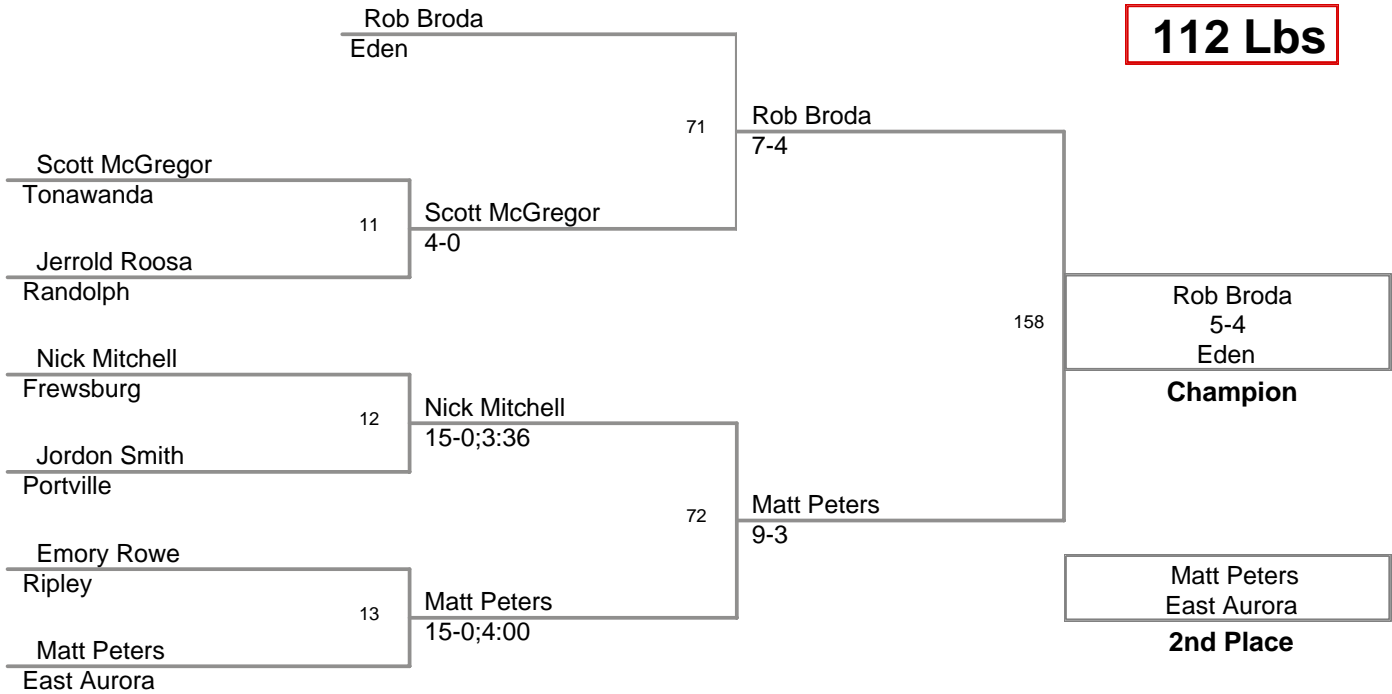 Rob Broda
Eden
112 Lbs
71
Rob Broda
7-4
Scott McGregor
Tonawanda
11
Scott McGregor
4-0
Jerrold Roosa
Randolph
158
Rob Broda
5-4
Eden
Champion
Nick Mitchell
Frewsburg
12
Nick Mitchell
15-0;3:36
Jordon Smith
Portville
72
Matt Peters
9-3
Emory Rowe
Ripley
13
Matt Peters
15-0;4:00
Matt Peters
East Aurora
Matt Peters
East Aurora
2nd Place